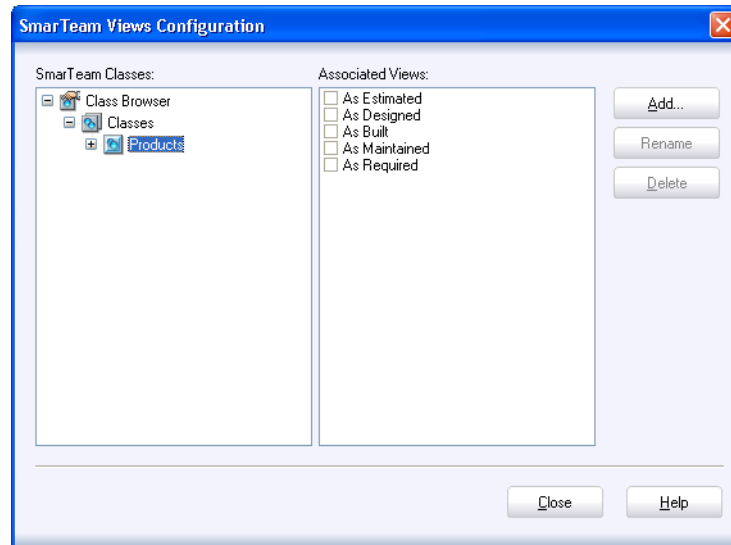 SmarTeam Views Configuration
SmarTeam Classes:
Associated Views:
Class Browser
Classes
Products
As Estimated
As Designed
As Built
As Maintained
As Required
Add...
Rename
Delete
Close
Help